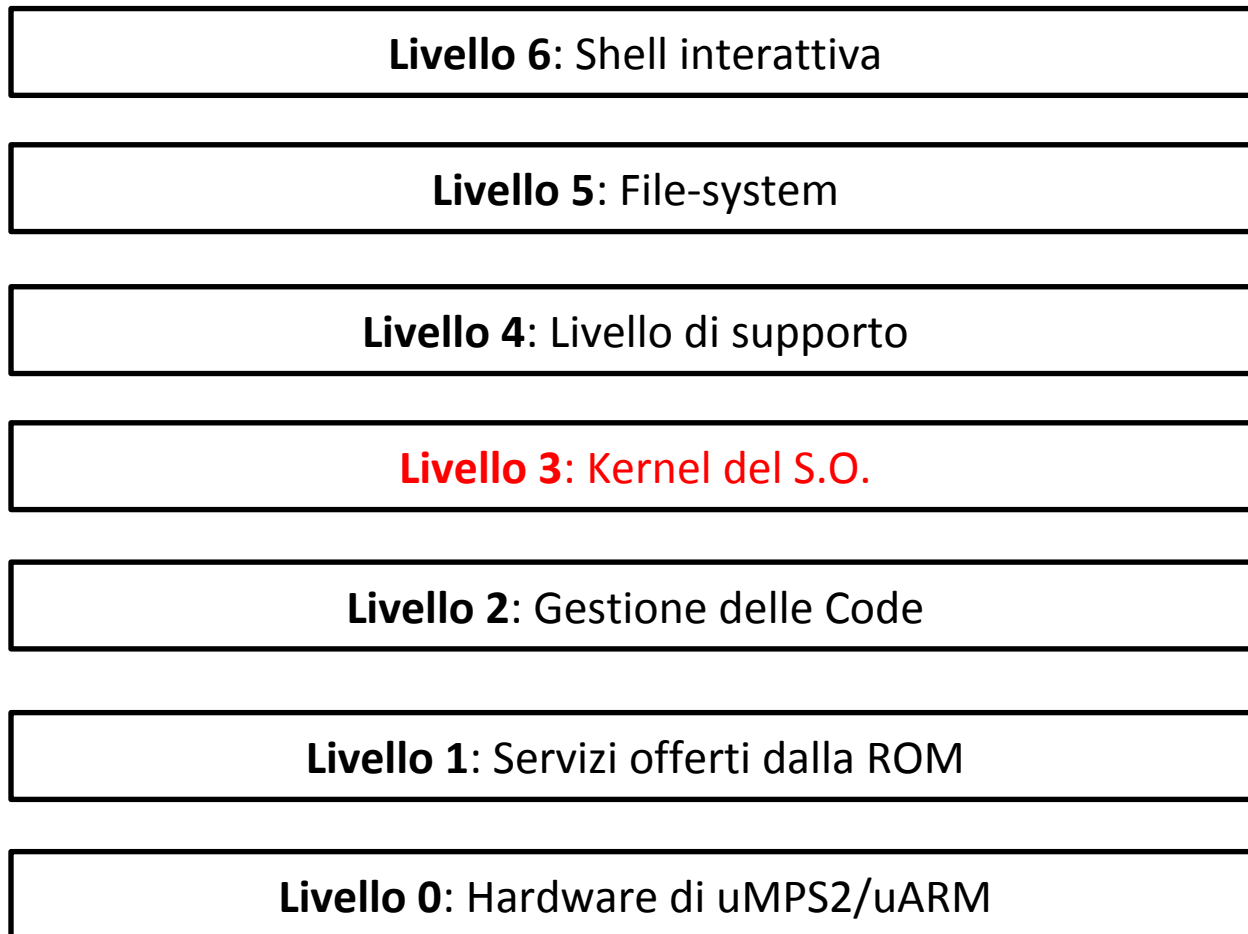 Livello 6: Shell interattiva
Livello 5: File-system
Livello 4: Livello di supporto
Livello 3: Kernel del S.O.
Livello 2: Gestione delle Code
Livello 1: Servizi offerti dalla ROM
Livello 0: Hardware di uMPS2/uARM